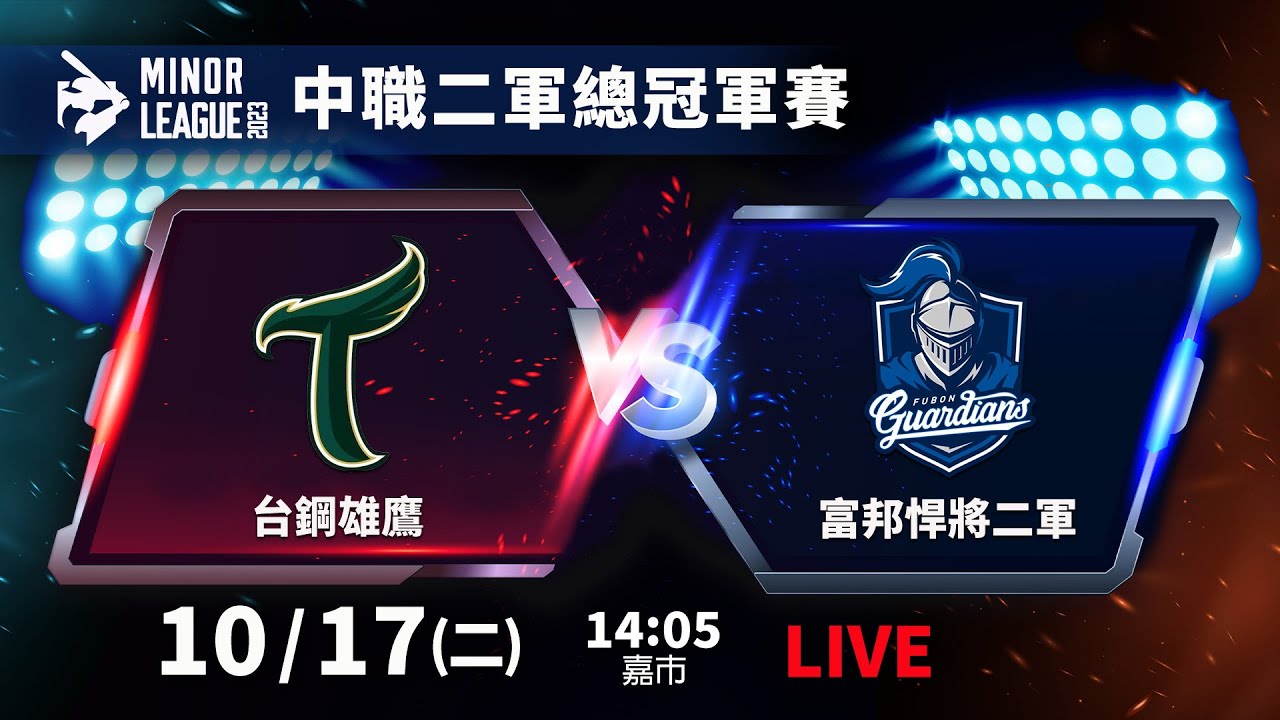 MINOR
LEAGUE 2023
中職二軍總冠軍賽
VS
FUBON
Guardians
台鋼雄鷹
富邦悍將二軍
10/17(二)
14:05
嘉市
LIVE